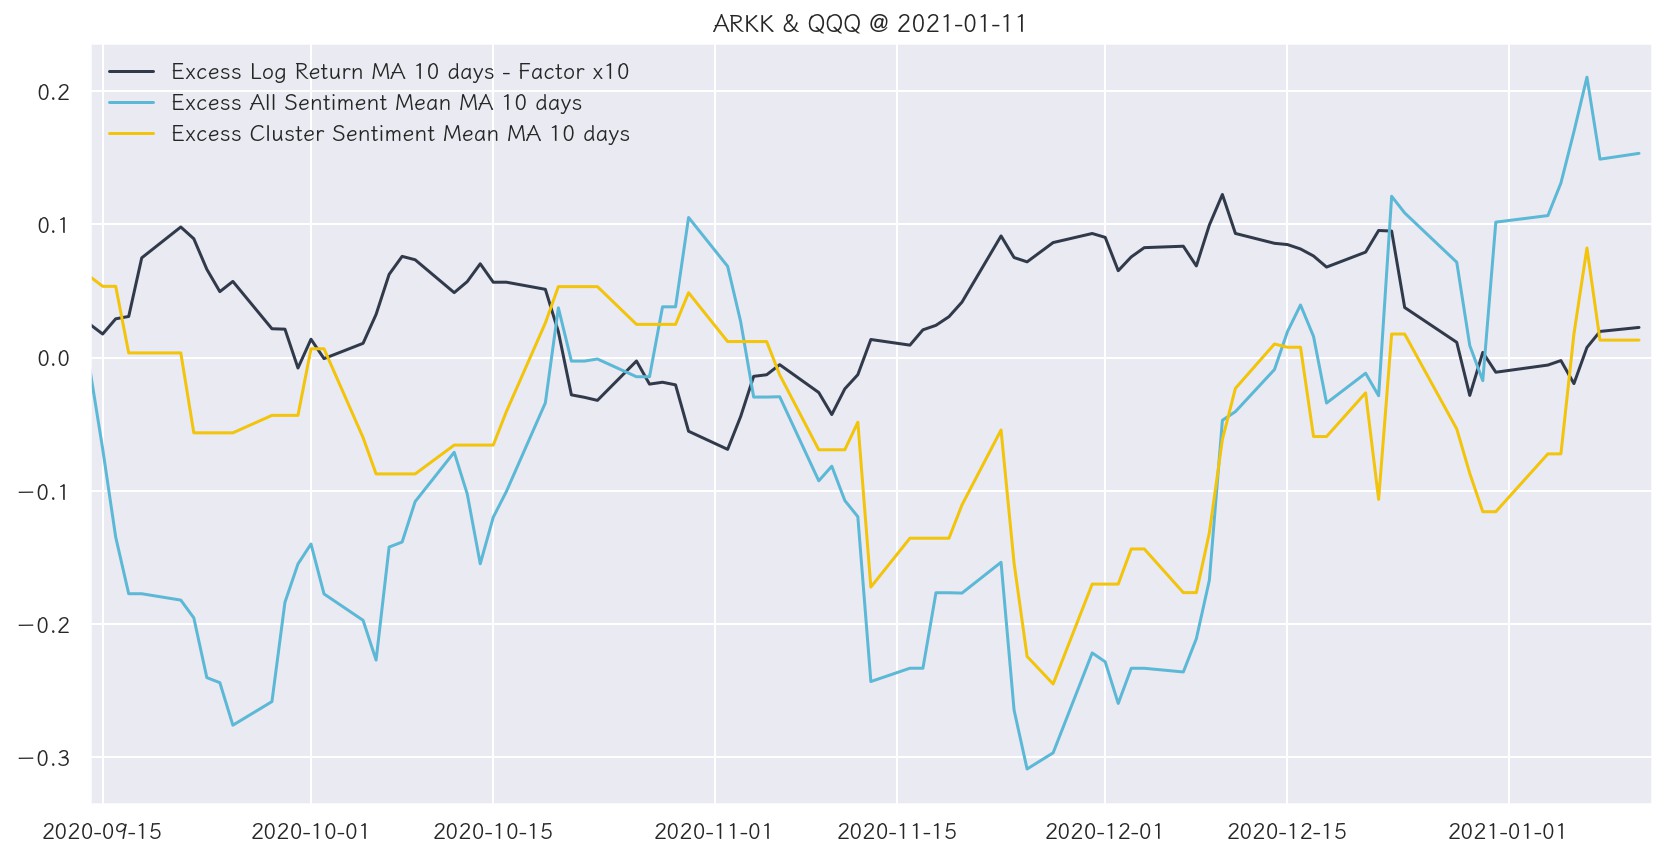 ARKK & QQQ @ 2021-01-11
Excess Log Return MA 10 days - Factor x10
Excess All Sentiment Mean MA 10 days
Excess Cluster Sentiment Mean MA 10 days
0.2
0.1
0.0
−0.1
−0.2
−0.3
2020-09-15 2020-10-01 2020-10-15 2020-11-01 2020-11-15 2020-12-01 2020-12-15 2021-01-01